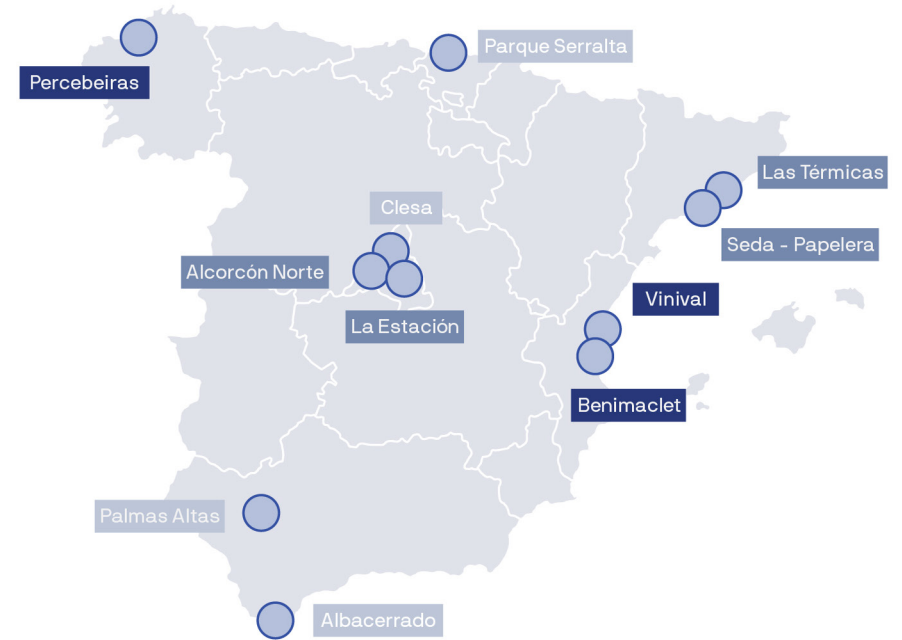 Parque Serralta
Percebeiras
Las Térmicas
Clesa
Seda - Papelera
Alcorcón Norte
Vinival
La Estación
Benimaclet
Palmas Altas
Albacerrado